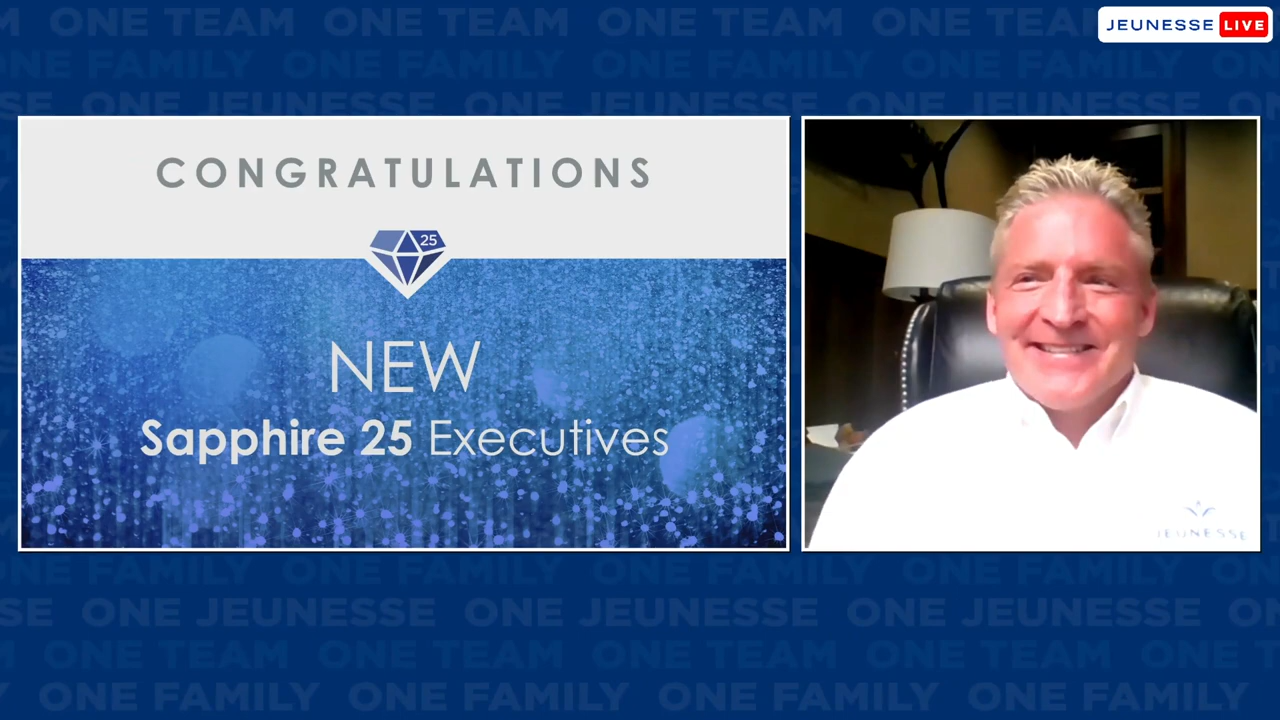 ONE TEAM ONE TEAM ONE TEAM ONE TEAM
JEUNESSE LIVE
ONE FAMILY ONE FAMILY ONE FAMILY ONE FAMILY
ONE JEUNESSE ONE JEUNESSE ONE JEUNESSE
CONGRATULATIONS
25
NEW
Sapphire 25 Executives
JEUNESSE
ONE FAMILY ONE FAMILY ONE FAMILY ONE FAMILY
ONE JEUNESSE ONE JEUNESSE ONE JEUNESSE
ONE TEAM ONE TEAM ONE TEAM ONE TEAM
ONE FAMILY ONE FAMILY ONE FAMILY ONE FAMILY